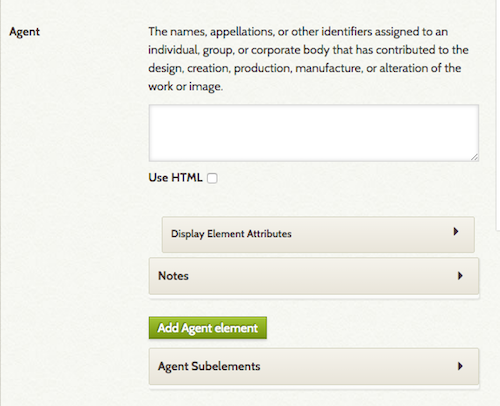 Agent
The names, appellations, or other identifiers assigned to an
individual, group, or corporate body that has contributed to the
design, creation, production, manufacture, or alteration of the
work or image.
Use HTML
Display Element Attributes
Notes
Add Agent element
Agent Subelements